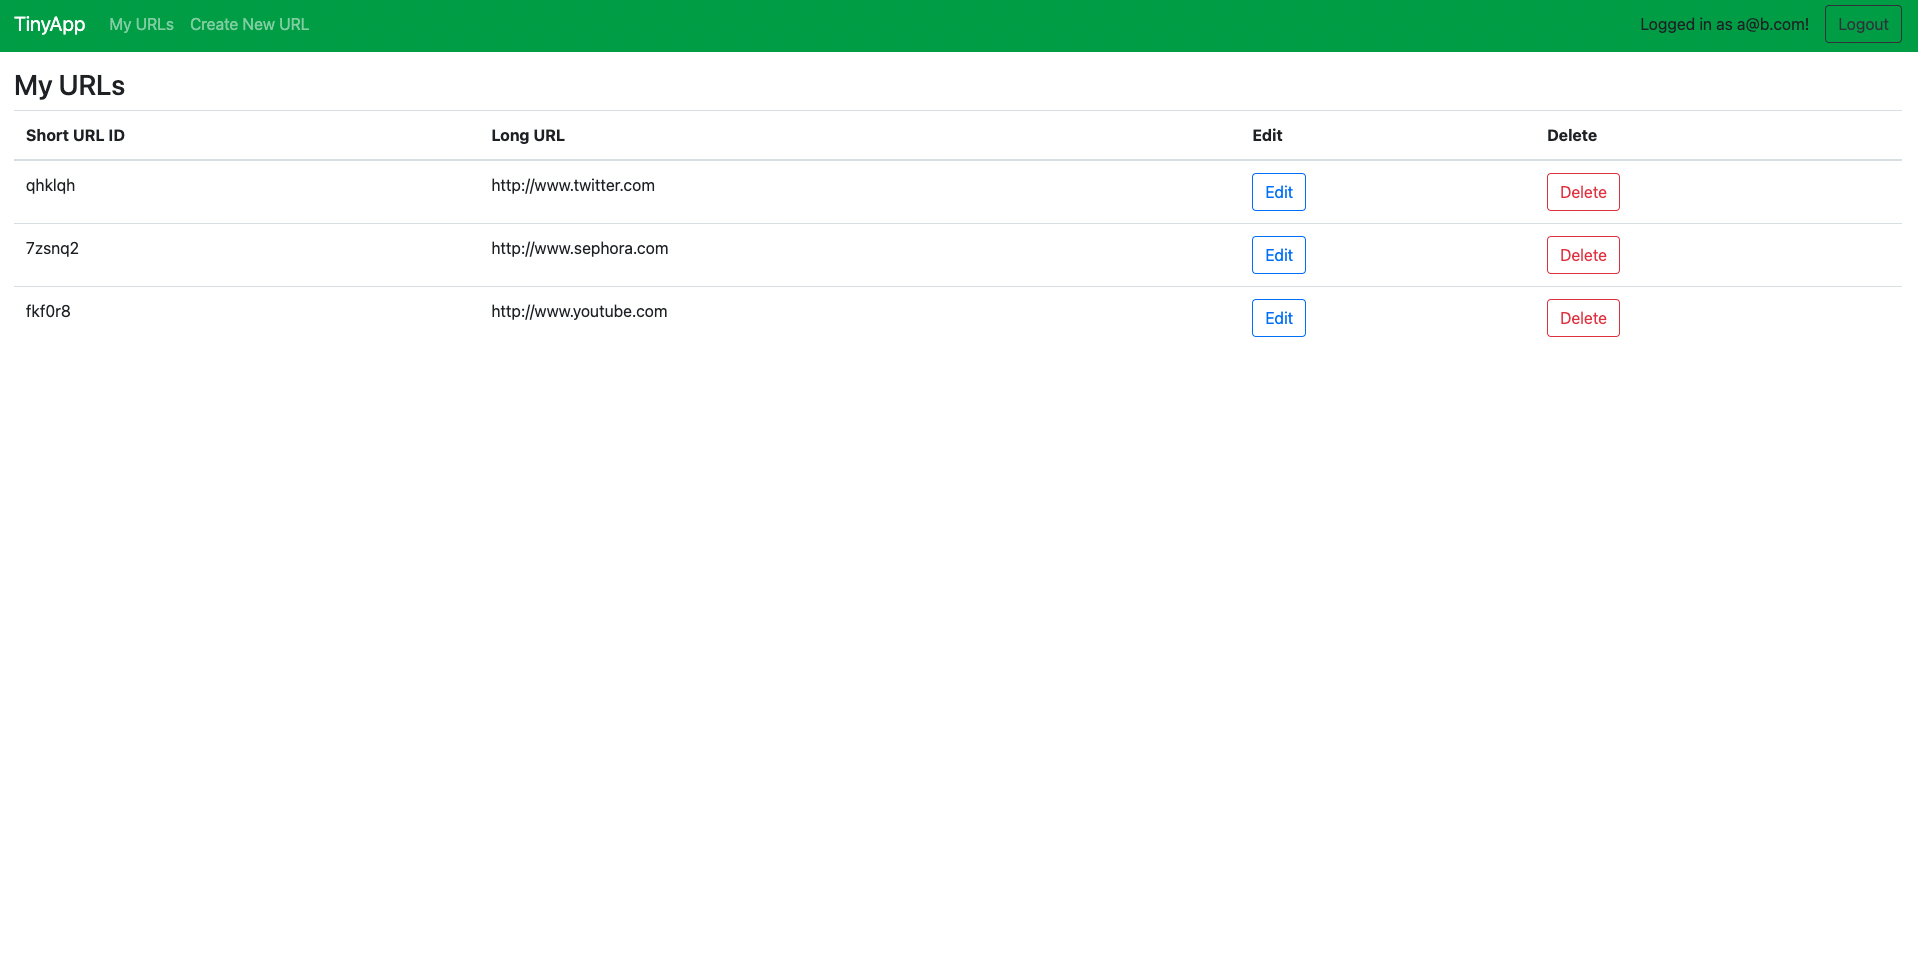 TinyApp My URLs Create New URL Logged in as a@b.com! Logout
My URLs
Short URL ID Long URL Edit Delete
qhklqh http://www.twitter.com Edit Delete
7zsnq2 http://www.sephora.com Edit Delete
fkf0r8 http://www.youtube.com Edit Delete